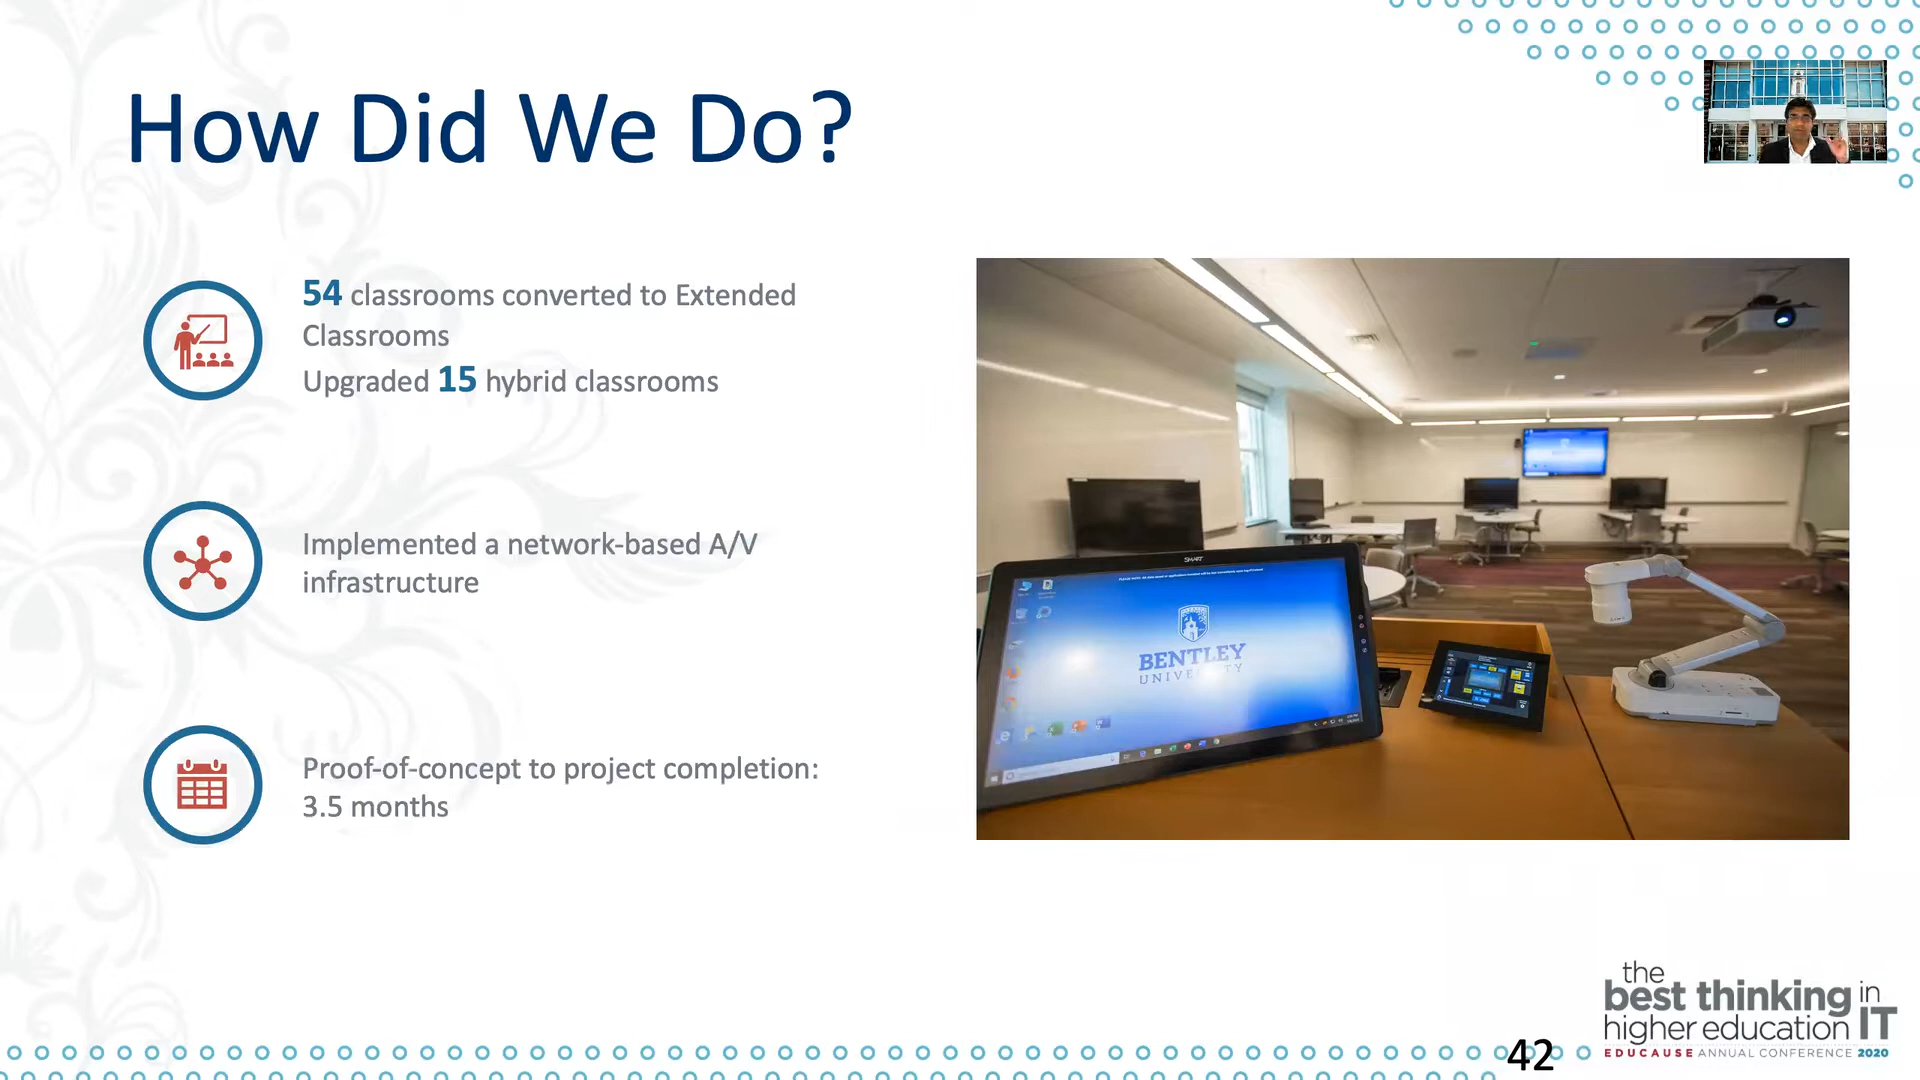 How Did We Do?
54 classrooms converted to Extended
Classrooms
Upgraded 15 hybrid classrooms
Implemented a network-based A/V
infrastructure
Proof-of-concept to project completion:
3.5 months
SMART
BENTLEY
the
best thinking in
higher education IT
EDUCAUSE ANNUAL CONFERENCE 2020
42